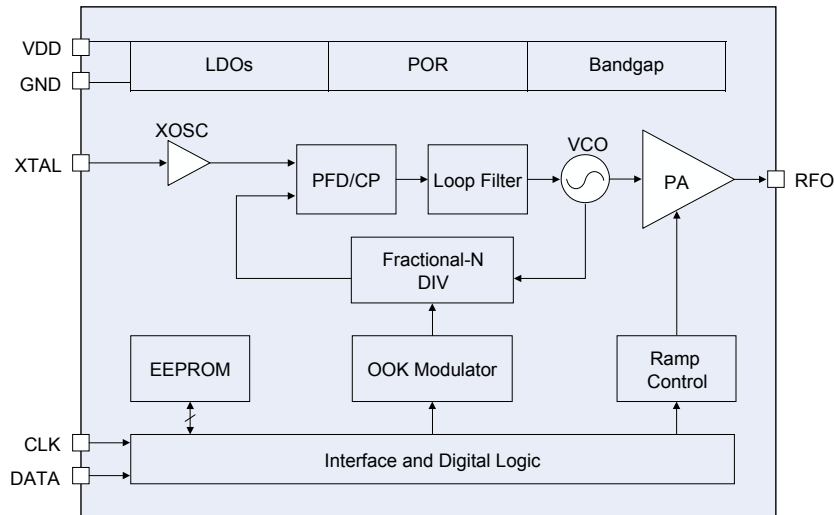 VDD
LDOs
POR
Bandgap
GND
XOSC
VCO
XTAL
PFD/CP
Loop Filter
PA
RFO
Fractional-N
DIV
EEPROM
OOK Modulator
Ramp
Control
CLK
Interface and Digital Logic
DATA